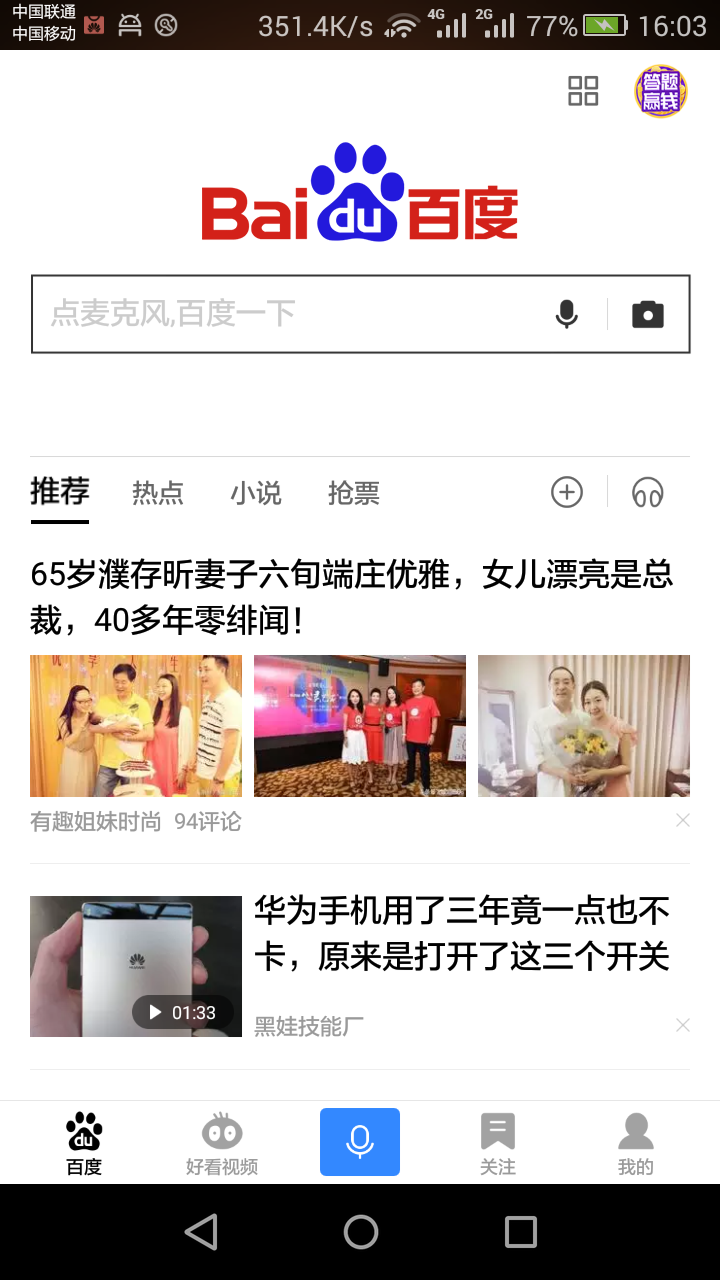 中国联通
中国移动
351.4K/s 4G 2G 77% 16:03
答题
赢钱
Bai du 百度
点麦克风,百度一下
推荐 热点 小说 抢票
65岁濮存昕妻子六旬端庄优雅，女儿漂亮是总
裁，40多年零绯闻！
有趣姐妹时尚 94评论
华为手机用了三年竟一点也不
卡，原来是打开了这三个开关
HUAWEI
01:33
黑娃技能厂
du
百度 好看视频 关注 我的